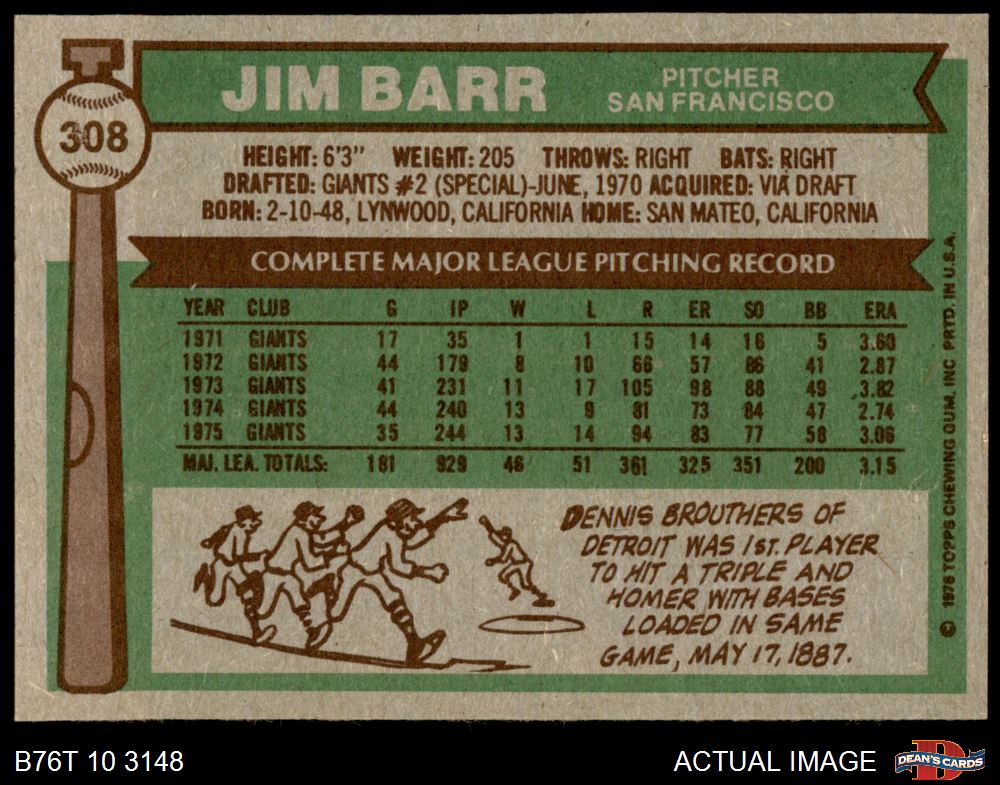 308
JIM BARR
PITCHER
SAN FRANCISCO
HEIGHT: 6'3" WEIGHT: 205 THROWS: RIGHT BATS: RIGHT
DRAFTED: GIANTS #2 (SPECIAL)-JUNE, 1970 ACQUIRED: VIA DRAFT
BORN: 2-10-48, LYNWOOD, CALIFORNIA HOME: SAN MATEO, CALIFORNIA
COMPLETE MAJOR LEAGUE PITCHING RECORD
YEAR CLUB G IP W L R ER SO BB ERA
1971 GIANTS 17 35 1 1 15 14 16 5 3.60
1972 GIANTS 44 179 8 10 66 57 86 41 2.87
1973 GIANTS 41 231 11 17 105 98 88 49 3.82
1974 GIANTS 44 240 13 9 81 73 84 47 2.74
1975 GIANTS 35 244 13 14 94 83 77 58 3.06
MAJ. LEA. TOTALS: 181 929 46 51 361 325 351 200 3.15
DENNIS BROUTHERS OF
DETROIT WAS 1ST. PLAYER
TO HIT A TRIPLE AND
HOMER WITH BASES
LOADED IN SAME
GAME, MAY 17, 1887.
© 1976 TOPPS CHEWING GUM, INC PRTD. IN U.S.A.
B76T 10 3148
ACTUAL IMAGE
D
DEAN'S CARDS